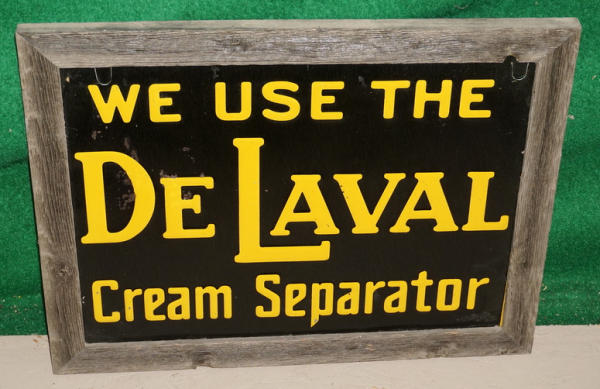 WE USE THE
DE LAVAL
Cream Separator